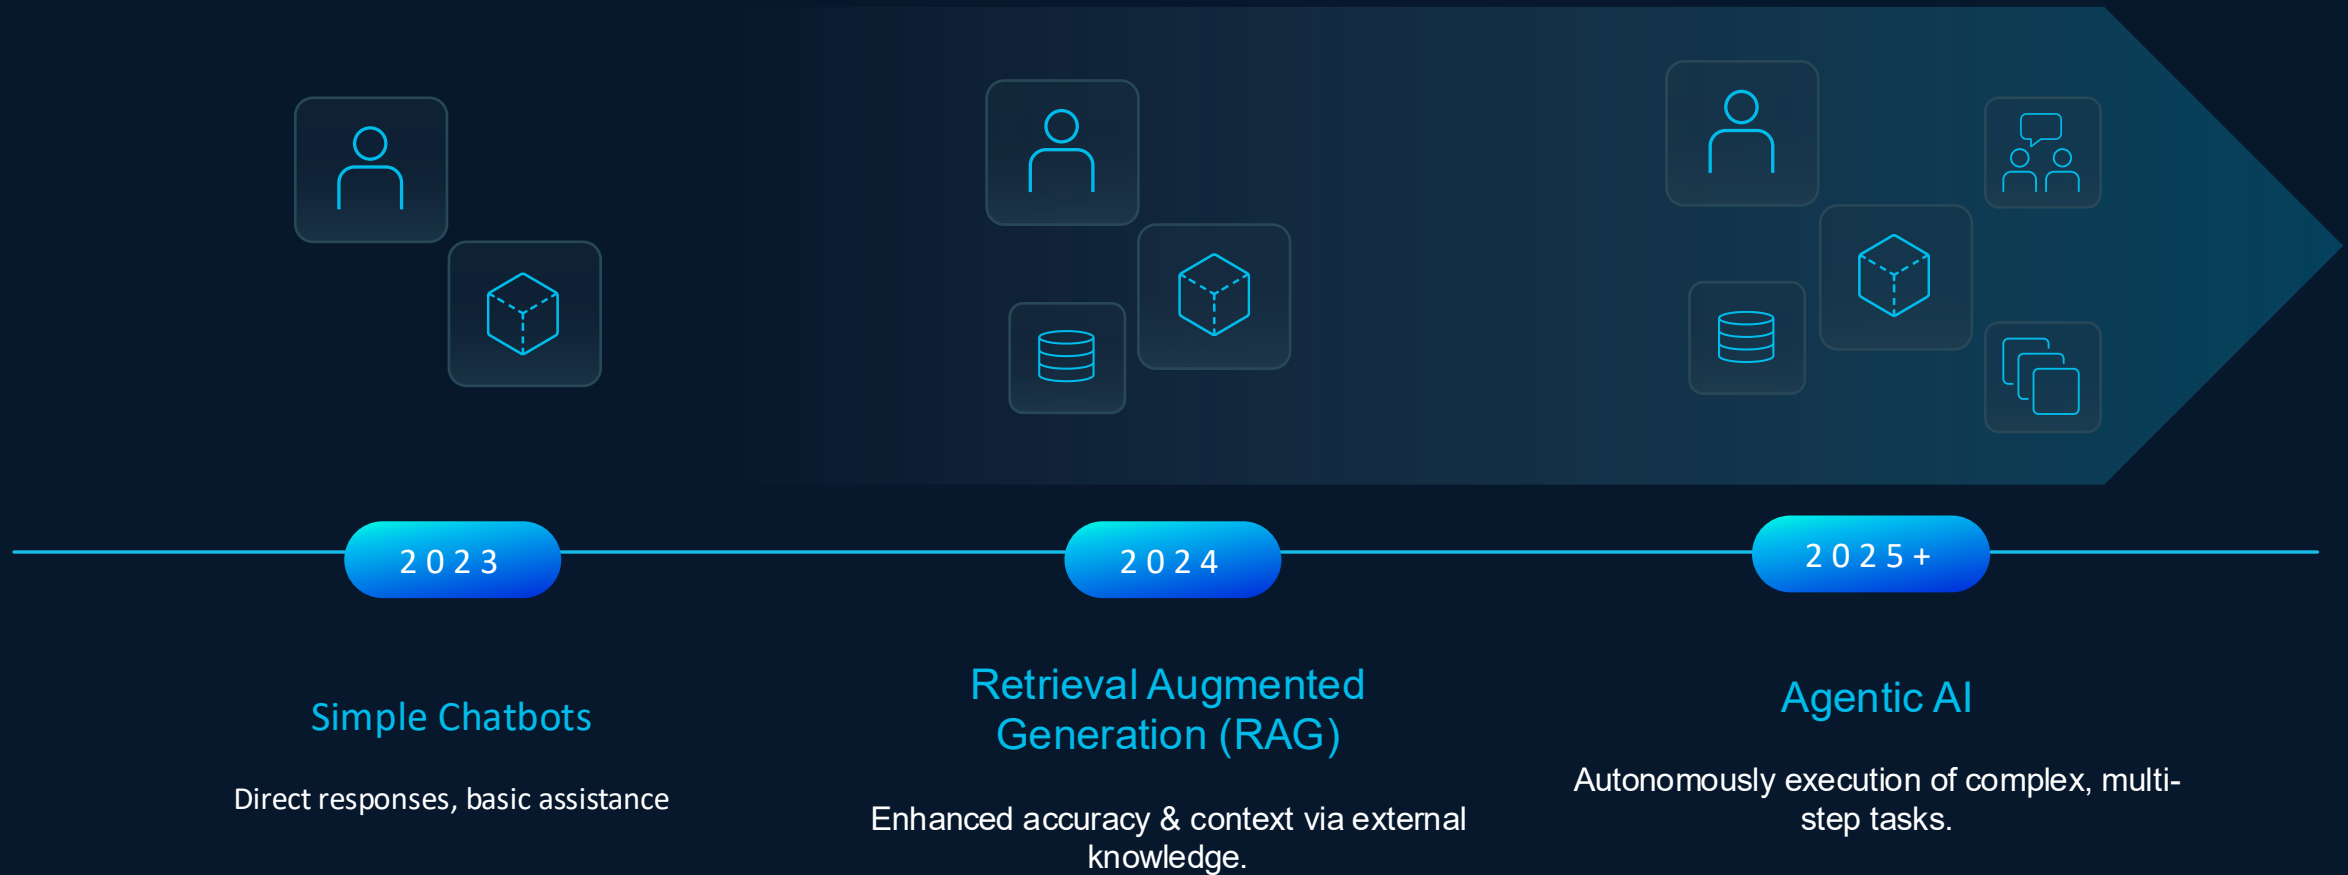 2023
2024
2025+
Simple Chatbots
Direct responses, basic assistance
Retrieval Augmented
Generation (RAG)
Enhanced accuracy & context via external
knowledge.
Agentic AI
Autonomously execution of complex, multi-
step tasks.